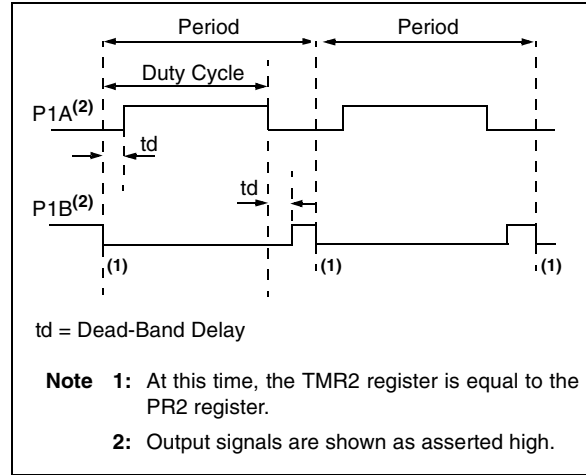 Period Period
Duty Cycle
P1A(2)
td
td
P1B(2)
(1) (1) (1)
td = Dead-Band Delay
Note 1: At this time, the TMR2 register is equal to the
PR2 register.
2: Output signals are shown as asserted high.